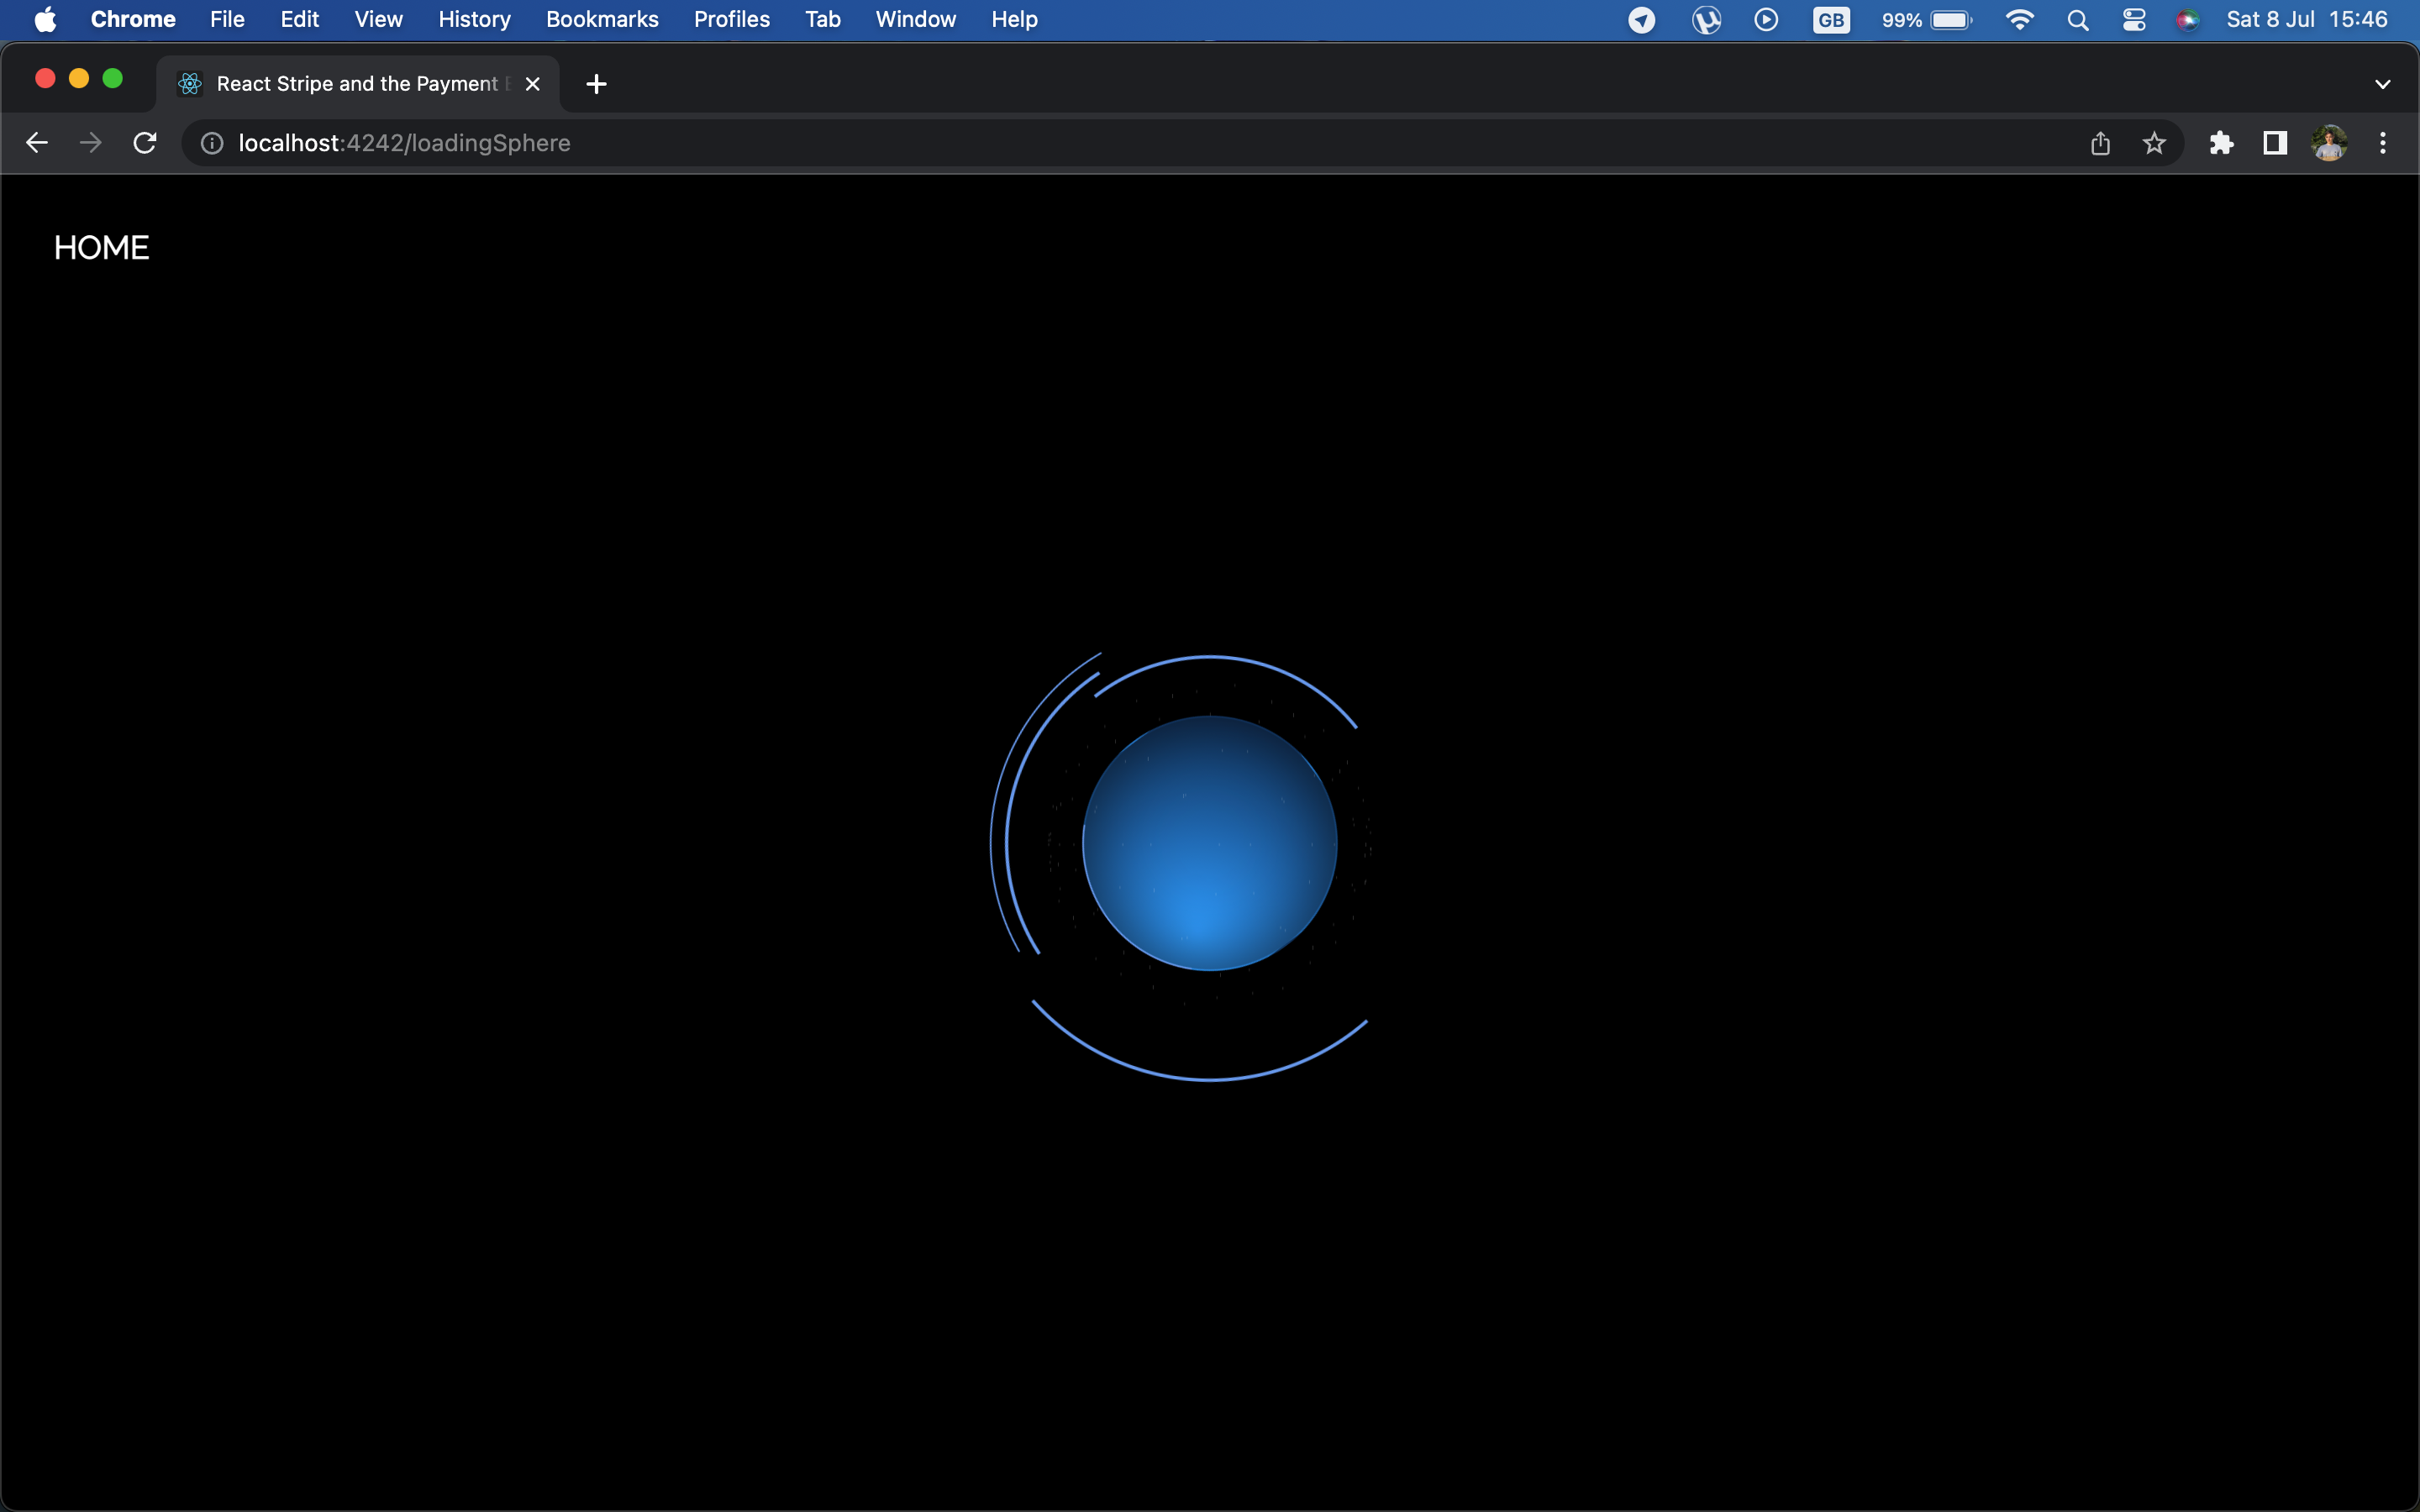 Chrome File Edit View History Bookmarks Profiles Tab Window Help GB 99% Sat 8 Jul 15:46
React Stripe and the Payment
localhost:4242/loadingSphere
HOME